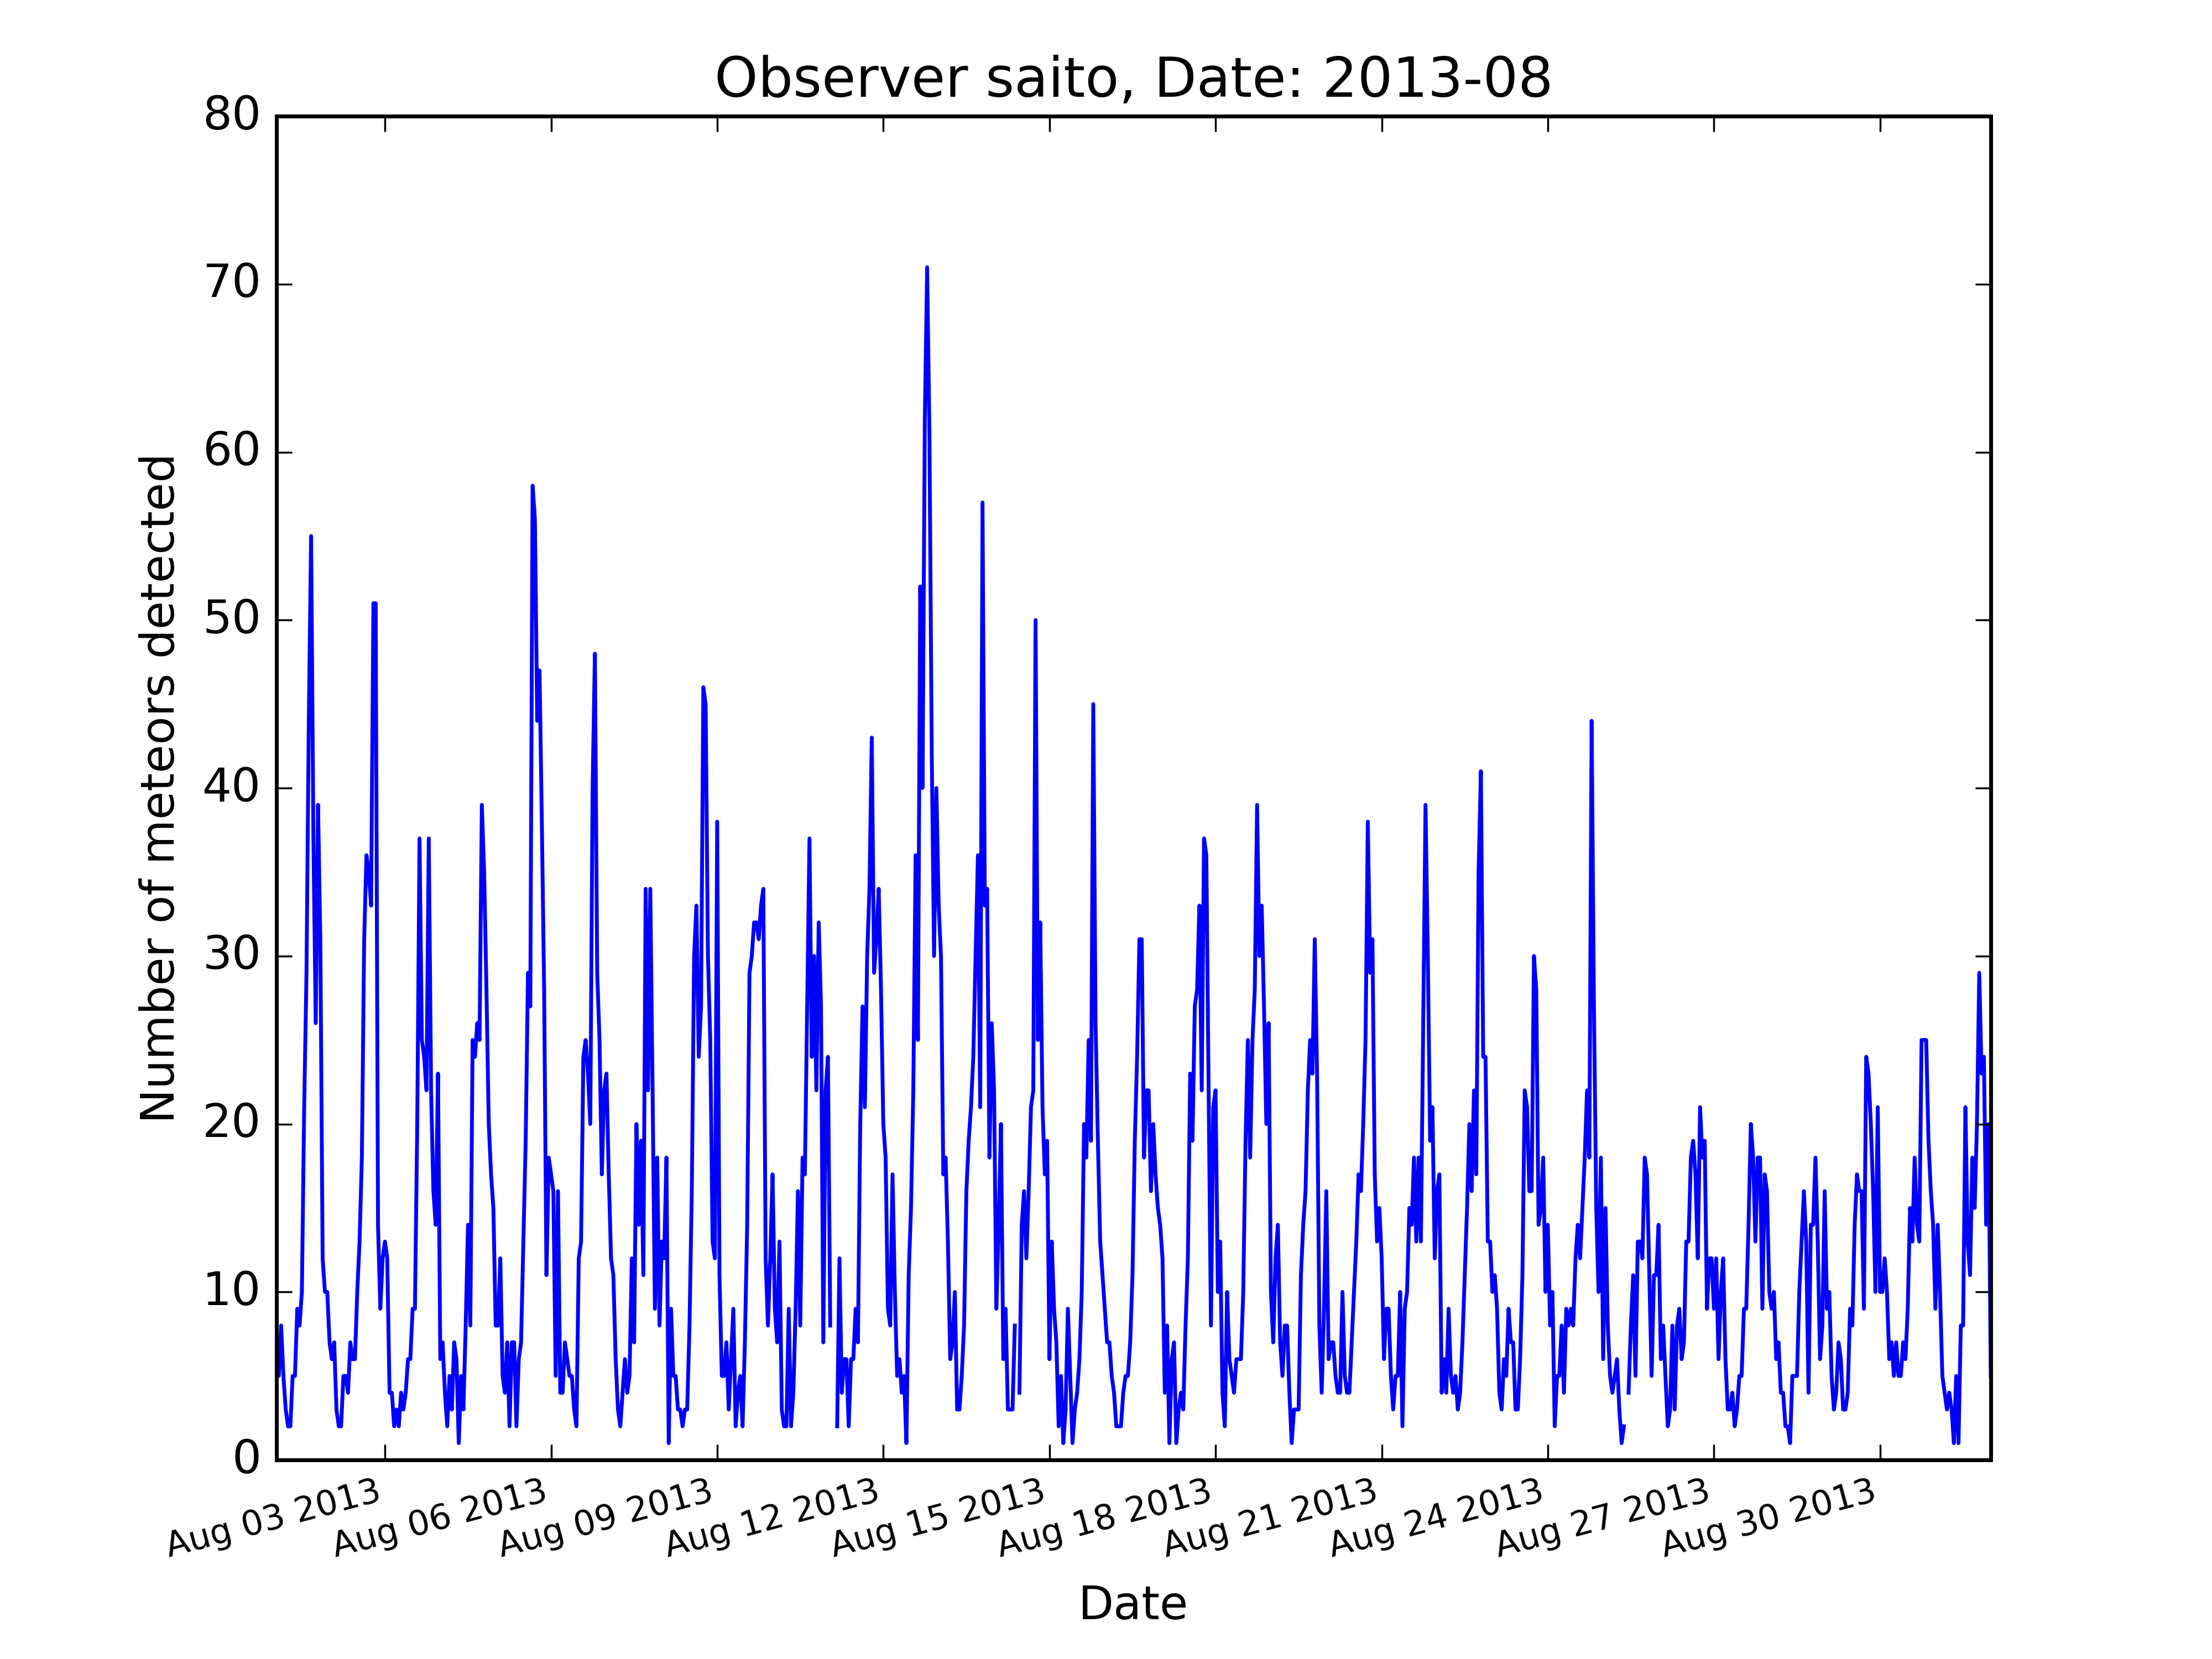 Observer saito, Date: 2013-08
80
70
60
50
40
30
20
10
0
Number of meteors detected
Aug 03 2013
Aug 06 2013
Aug 09 2013
Aug 12 2013
Aug 15 2013
Aug 18 2013
Aug 21 2013
Aug 24 2013
Aug 27 2013
Aug 30 2013
Date